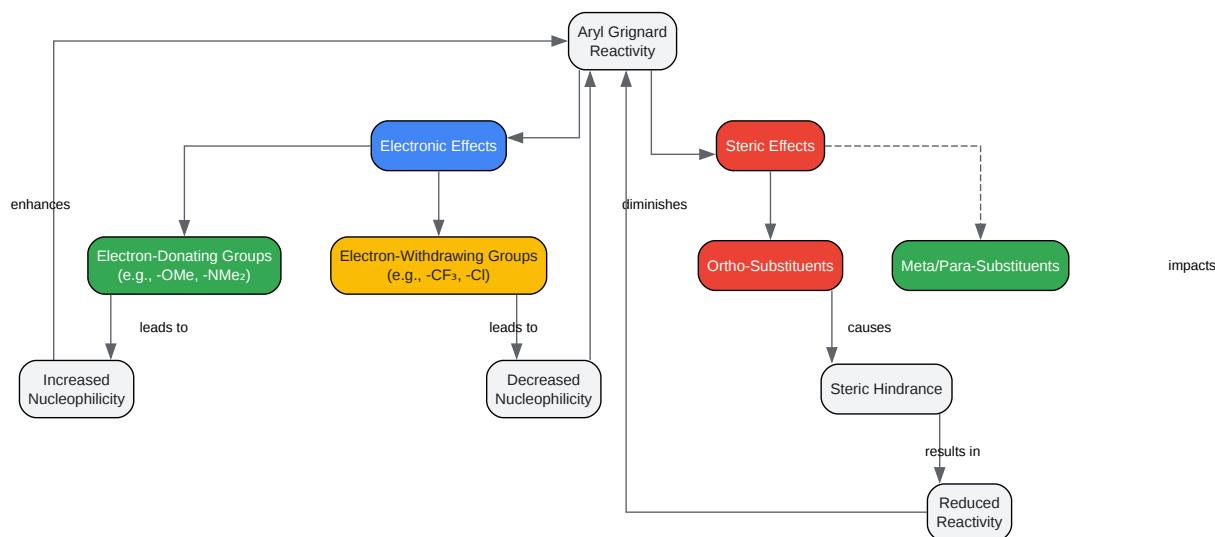 Aryl Grignard
Reactivity
Electronic Effects
Steric Effects
enhances
diminishes
Electron-Donating Groups
(e.g., -OMe, -NMe₂)
Electron-Withdrawing Groups
(e.g., -CF₃, -Cl)
Ortho-Substituents
Meta/Para-Substituents
impacts
leads to
leads to
causes
Increased
Nucleophilicity
Decreased
Nucleophilicity
Steric Hindrance
results in
Reduced
Reactivity